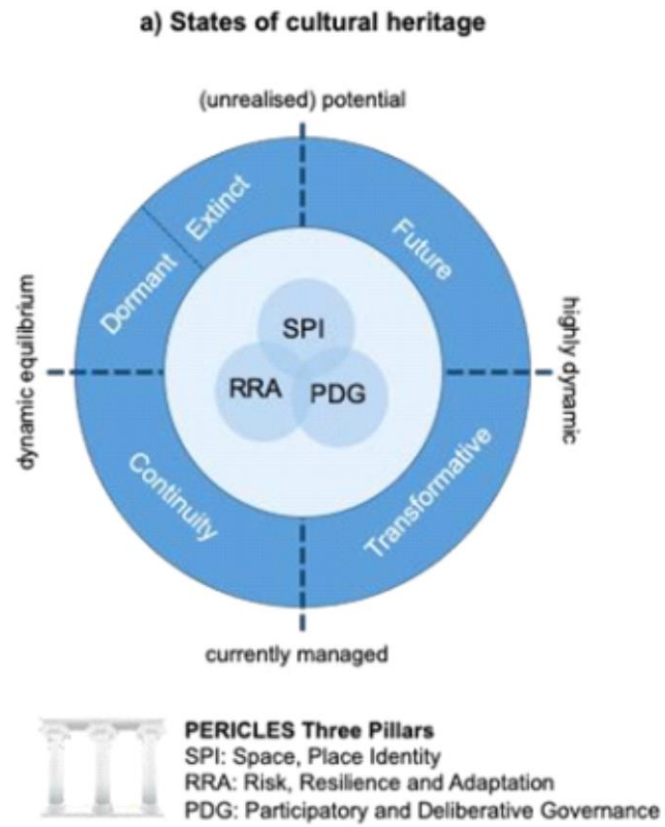 a) States of cultural heritage
(unrealised) potential
Extinct
Future
Dormant
dynamic equilibrium
highly dynamic
SPI
RRA
PDG
Continuity
Transformative
currently managed
PERICLES Three Pillars
SPI: Space, Place Identity
RRA: Risk, Resilience and Adaptation
PDG: Participatory and Deliberative Governance